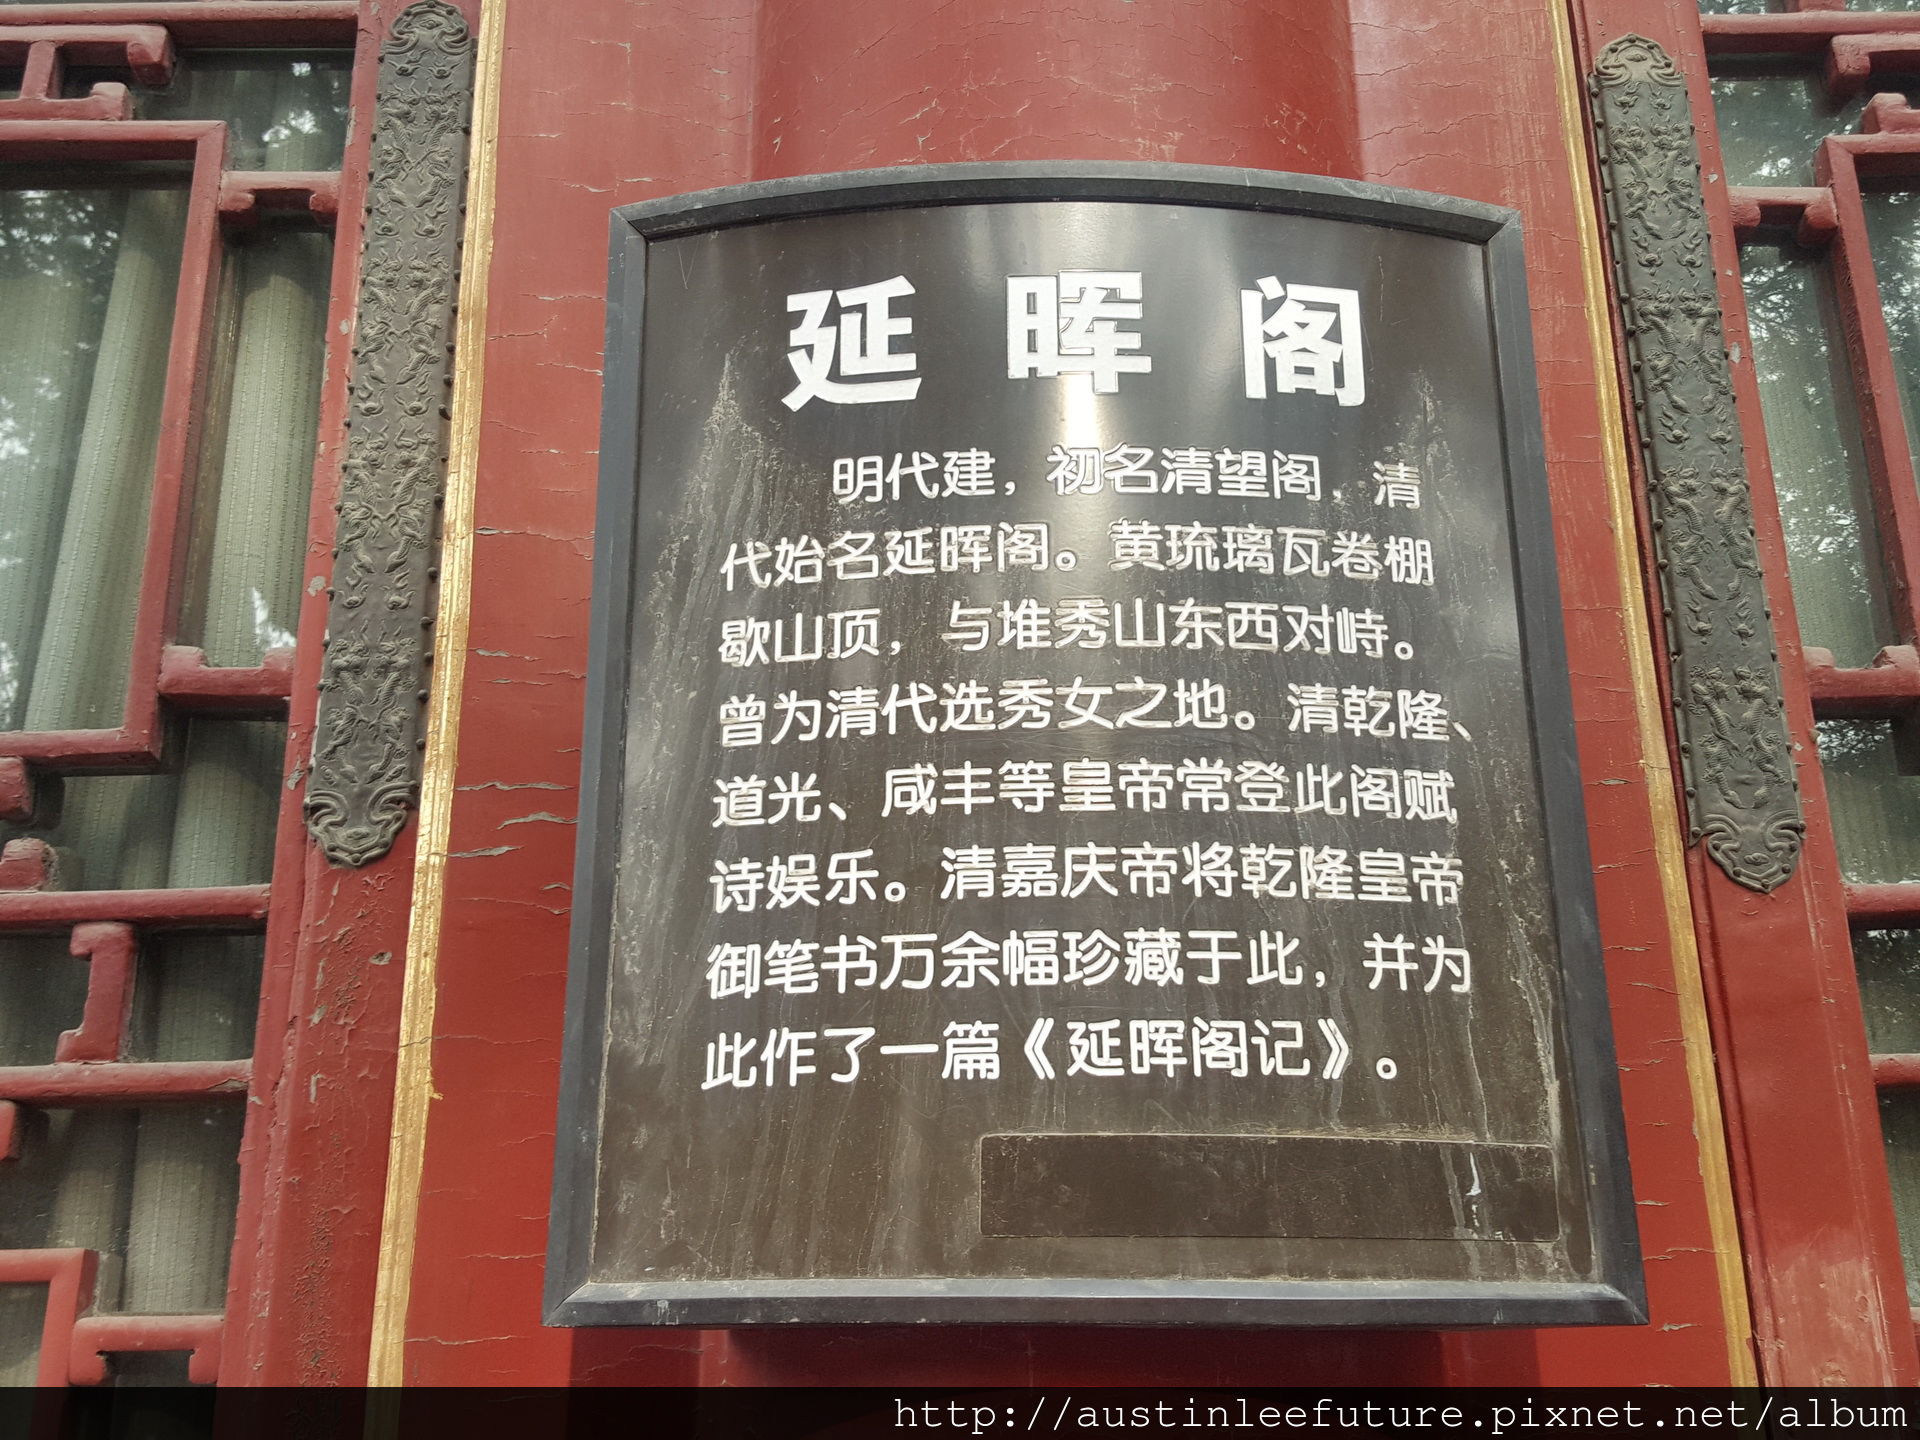 延晖阁
明代建，初名清望阁，清
代始名延晖阁。黄琉璃瓦卷棚
歇山顶，与堆秀山东西对峙。
曾为清代选秀女之地。清乾隆、
道光、咸丰等皇帝常登此阁赋
诗娱乐。清嘉庆帝将乾隆皇帝
御笔书万余幅珍藏于此，并为
此作了一篇《延晖阁记》。
http://austinleefuture.pixnet.net/album